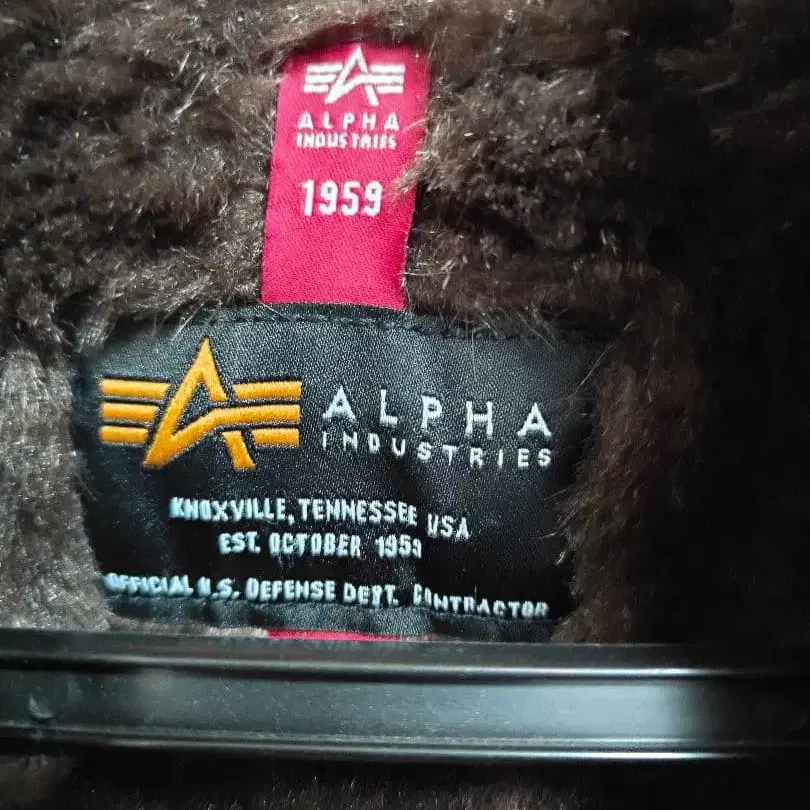 ALPHA
INDUSTRIES
1959
ALPHA
INDUSTRIES
KNOXVILLE, TENNESSEE USA
EST. OCTOBER 1959
OFFICIAL U.S. DEFENSE DEPT. CONTRACTOR